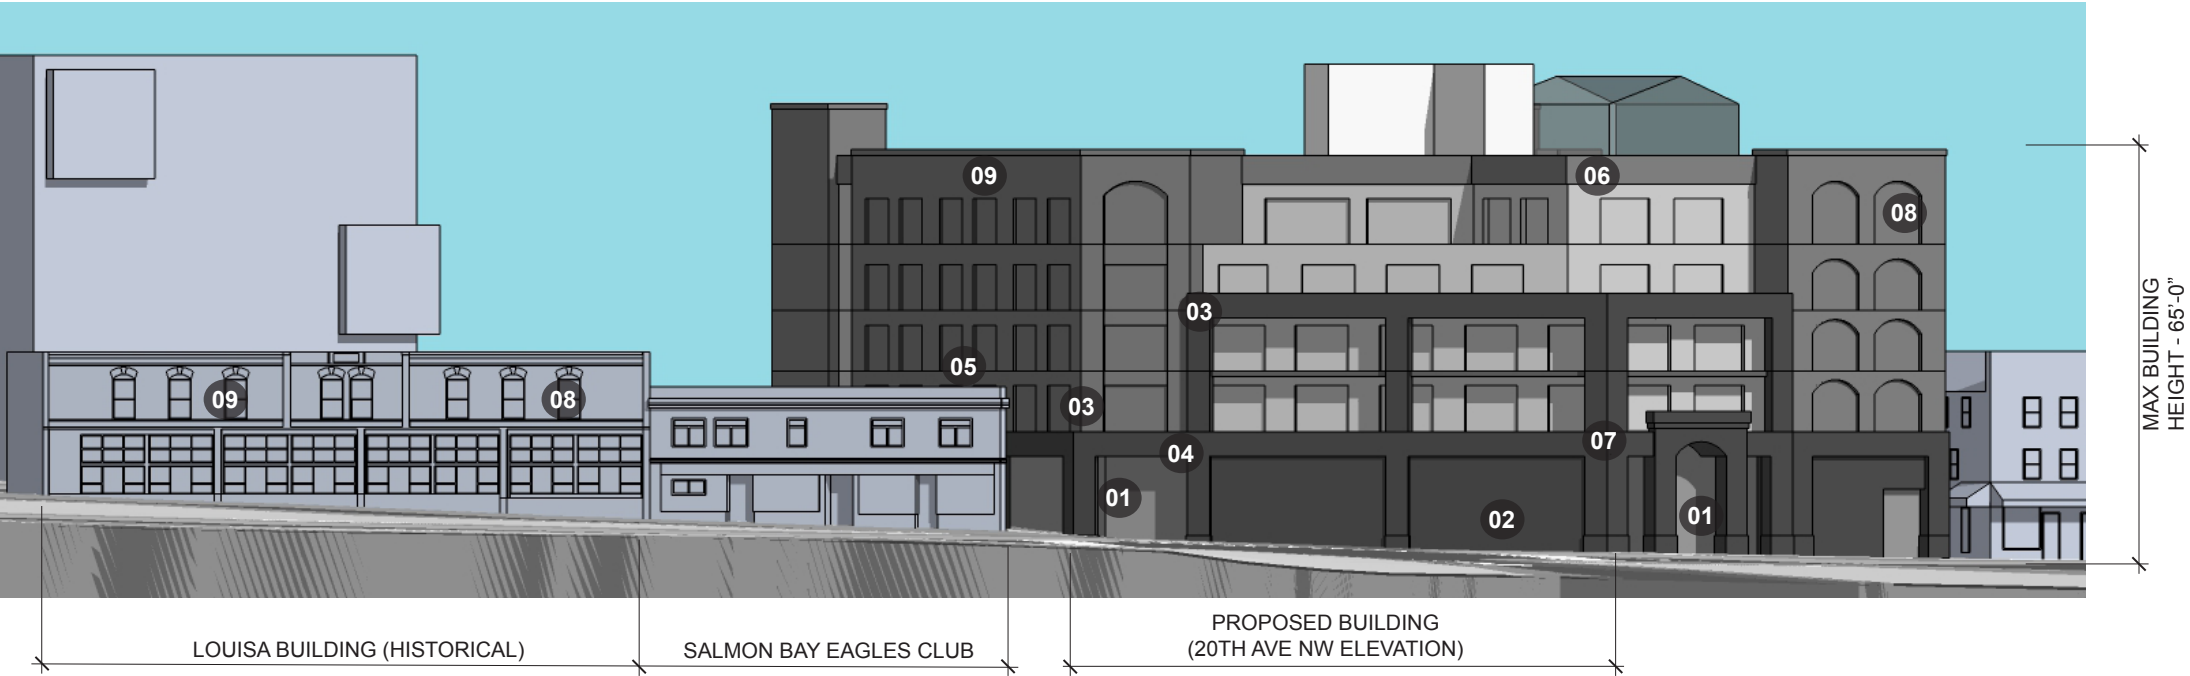 09
06
08
03
05
09
08
03
07
04
01
02
01
MAX BUILDING
HEIGHT - 65'-0"
LOUISA BUILDING (HISTORICAL)
SALMON BAY EAGLES CLUB
PROPOSED BUILDING
(20TH AVE NW ELEVATION)